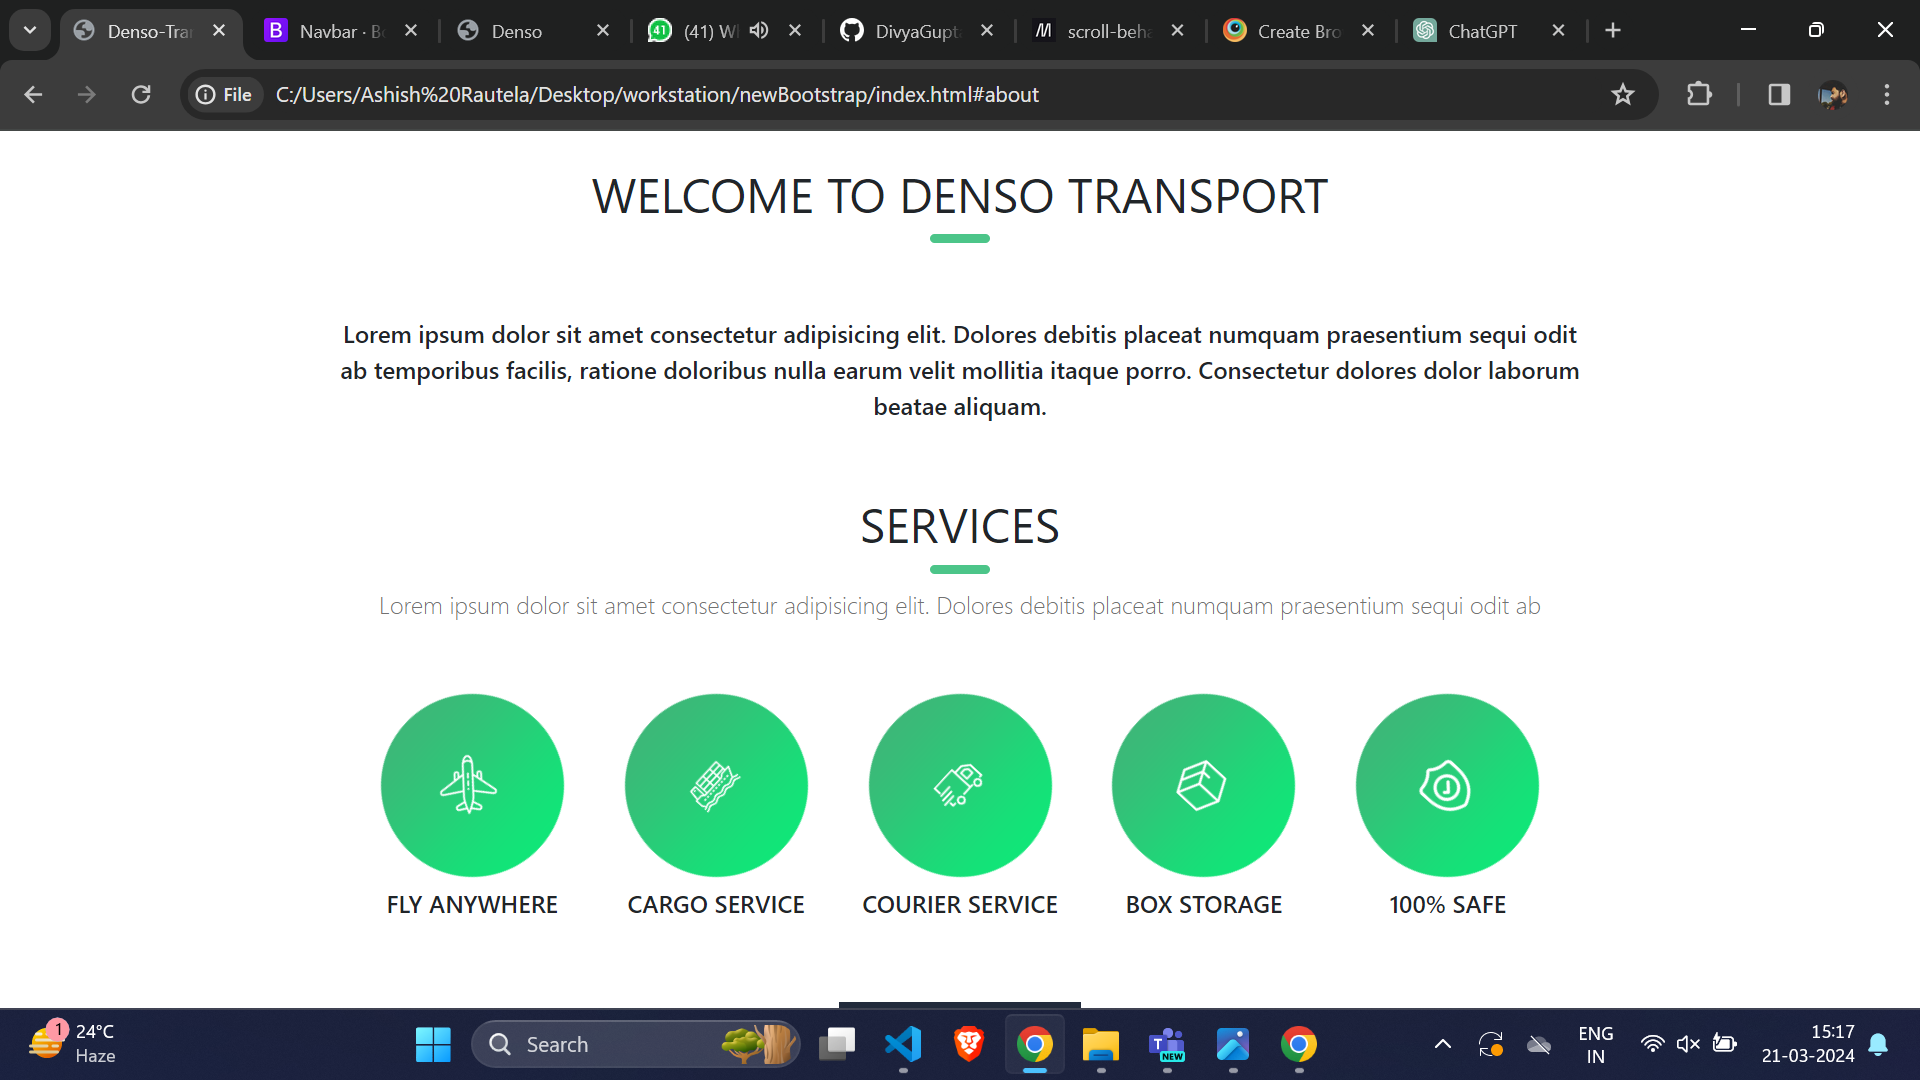 Denso-Tra
Navbar · B
Denso
(41) W
DivyaGupt
scroll-beh
Create Bro
ChatGPT
File
C:/Users/Ashish%20Rautela/Desktop/workstation/newBootstrap/index.html#about
WELCOME TO DENSO TRANSPORT
Lorem ipsum dolor sit amet consectetur adipisicing elit. Dolores debitis placeat numquam praesentium sequi odit
ab temporibus facilis, ratione doloribus nulla earum velit mollitia itaque porro. Consectetur dolores dolor laborum
beatae aliquam.
SERVICES
Lorem ipsum dolor sit amet consectetur adipisicing elit. Dolores debitis placeat numquam praesentium sequi odit ab
FLY ANYWHERE
CARGO SERVICE
COURIER SERVICE
BOX STORAGE
100% SAFE
1
24°C
Haze
Search
NEW
ENG
IN
15:17
21-03-2024